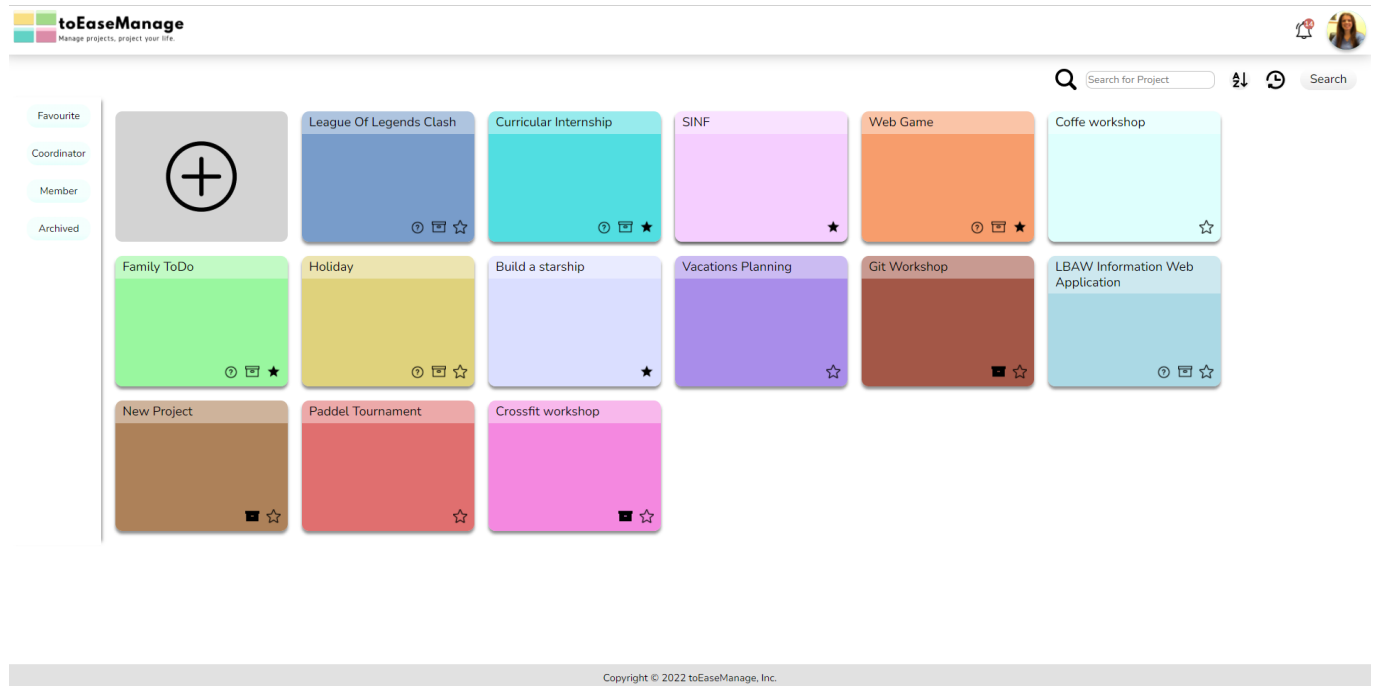 toEaseManage
Manage projects, project your life.
14
Search for Project
Search
Favourite
Coordinator
Member
Archived
League Of Legends Clash
Curricular Internship
SINF
Web Game
Coffe workshop
Family ToDo
Holiday
Build a starship
Vacations Planning
Git Workshop
LBAW Information Web
Application
New Project
Paddel Tournament
Crossfit workshop
Copyright © 2022 toEaseManage, Inc.